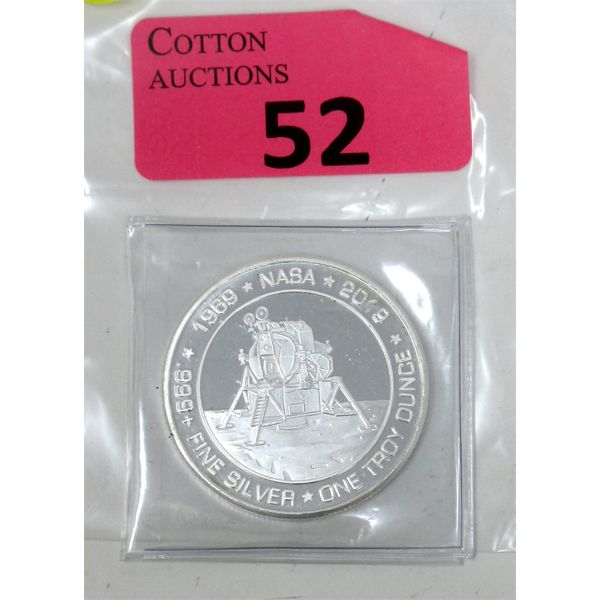 COTTON
AUCTIONS
52
★ 1969 ★ NASA ★ 2019 ★
.999+ FINE SILVER ★ ONE TROY OUNCE